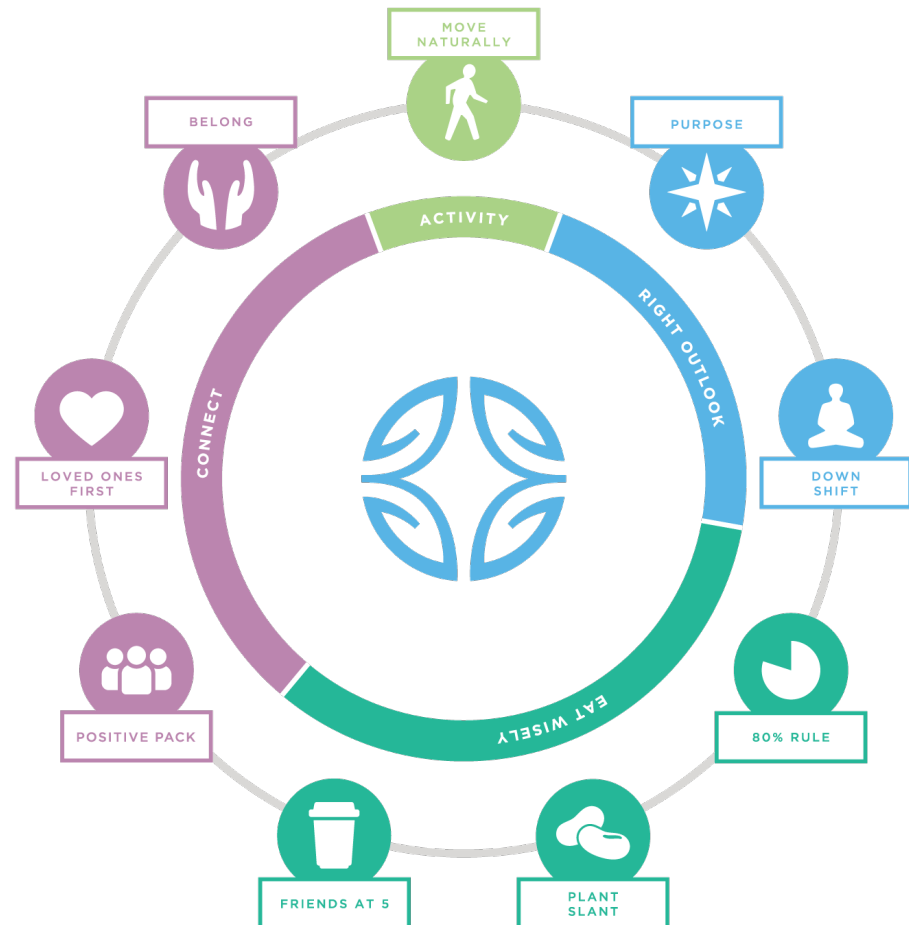 MOVE
NATURALLY
BELONG
PURPOSE
ACTIVITY
RIGHT OUTLOOK
CONNECT
LOVED ONES
FIRST
DOWN
SHIFT
POSITIVE PACK
80% RULE
EAT WISELY
FRIENDS AT 5
PLANT
SLANT